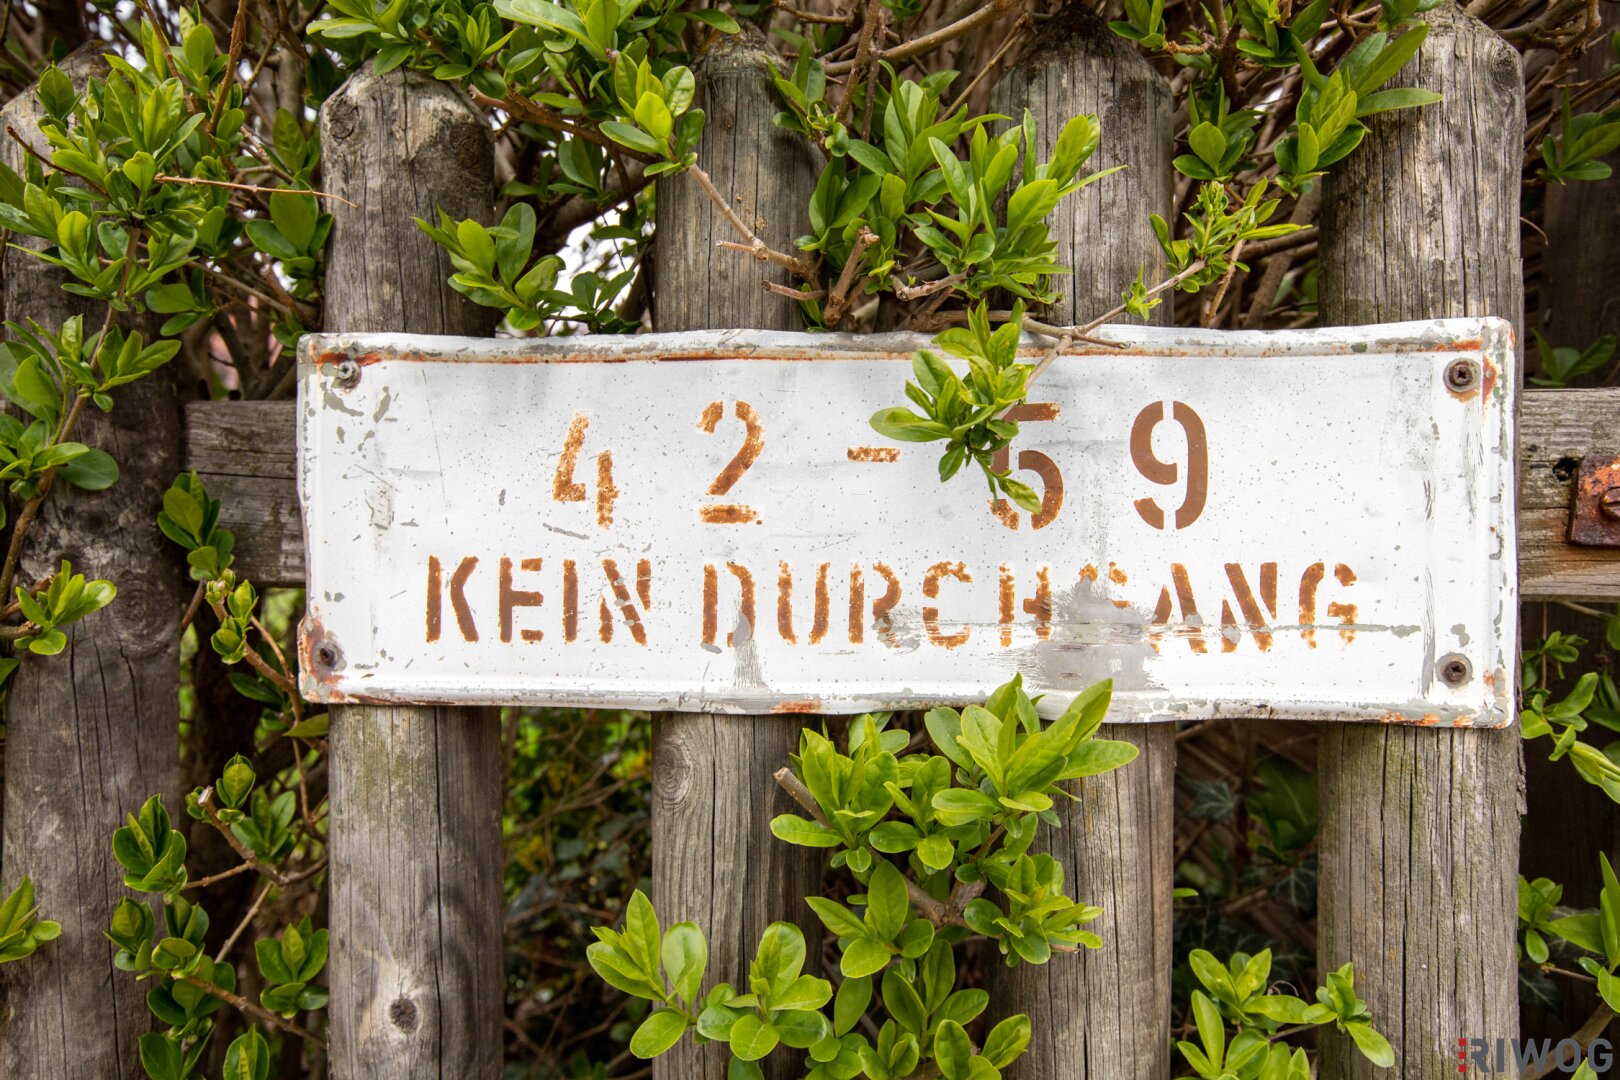 42-59
KEIN DURCHGANG
RIWOG